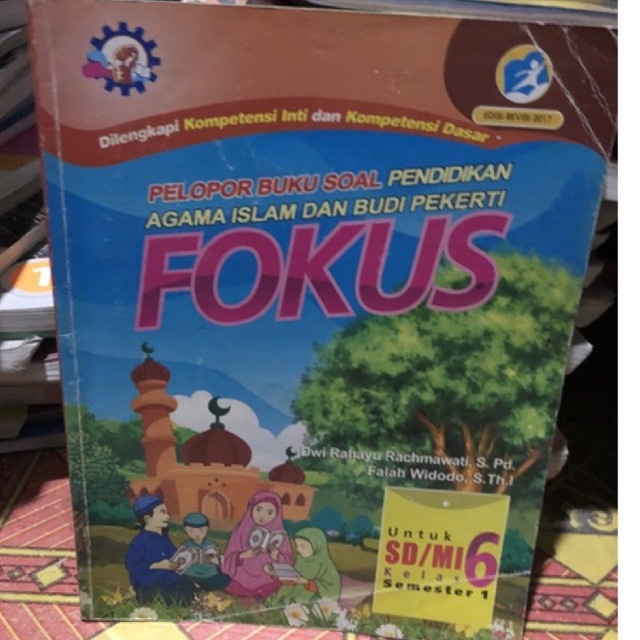 EDISI REVISI 2017
Dilengkapi Kompetensi Inti dan Kompetensi Dasar
PELOPOR BUKU SOAL PENDIDIKAN
AGAMA ISLAM DAN BUDI PEKERTI
FOKUS
Dwi Rahayu Rachmawati, S. Pd.
Falah Widodo, S.Th.I
Untuk
SD/MI 6
Kelas
Semester 1